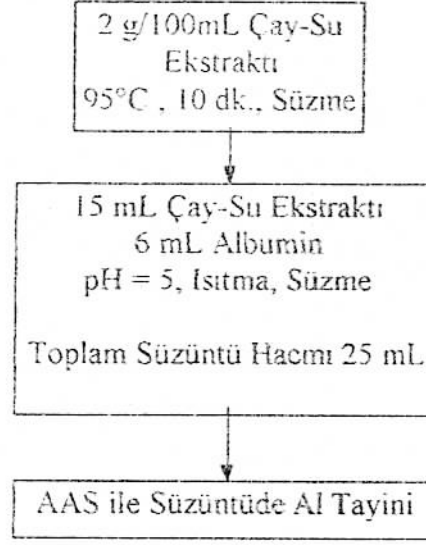 2 g/100mL Çay-Su
Ekstraktı
95°C , 10 dk., Süzme
15 mL Çay-Su Ekstraktı
6 mL Albumin
pH = 5, Isıtma, Süzme
Toplam Süzüntü Hacmı 25 mL
AAS ile Süzüntüde Al Tayini